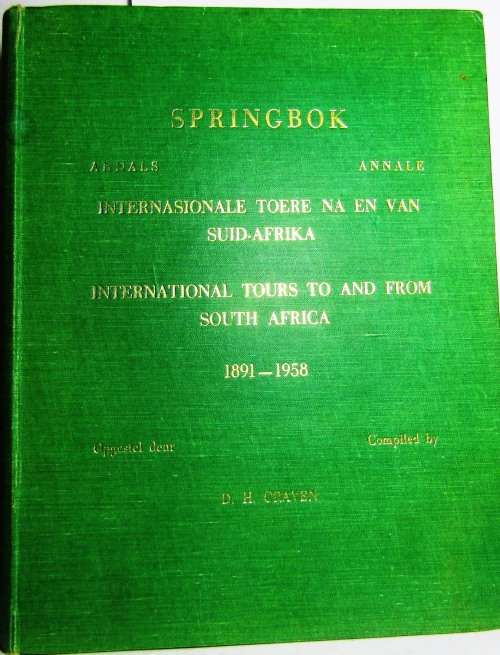 SPRINGBOK
ANNALS ANNALE
INTERNASIONALE TOERE NA EN VAN
SUID-AFRIKA
INTERNATIONAL TOURS TO AND FROM
SOUTH AFRICA
1891—1958
Opgestel deur Compiled by
D. H. CRAVEN